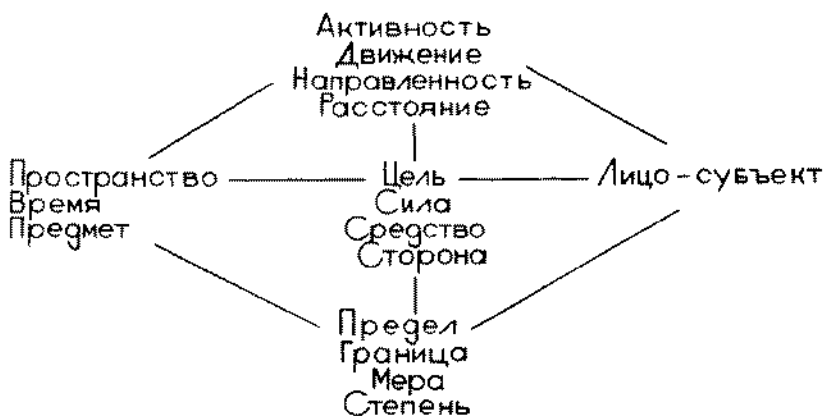 Активность
Движение
Направленность
Расстояние
Пространство
Время
Предмет
Цель
Сила
Средство
Сторона
Лицо-субъект
Предел
Граница
Мера
Степень